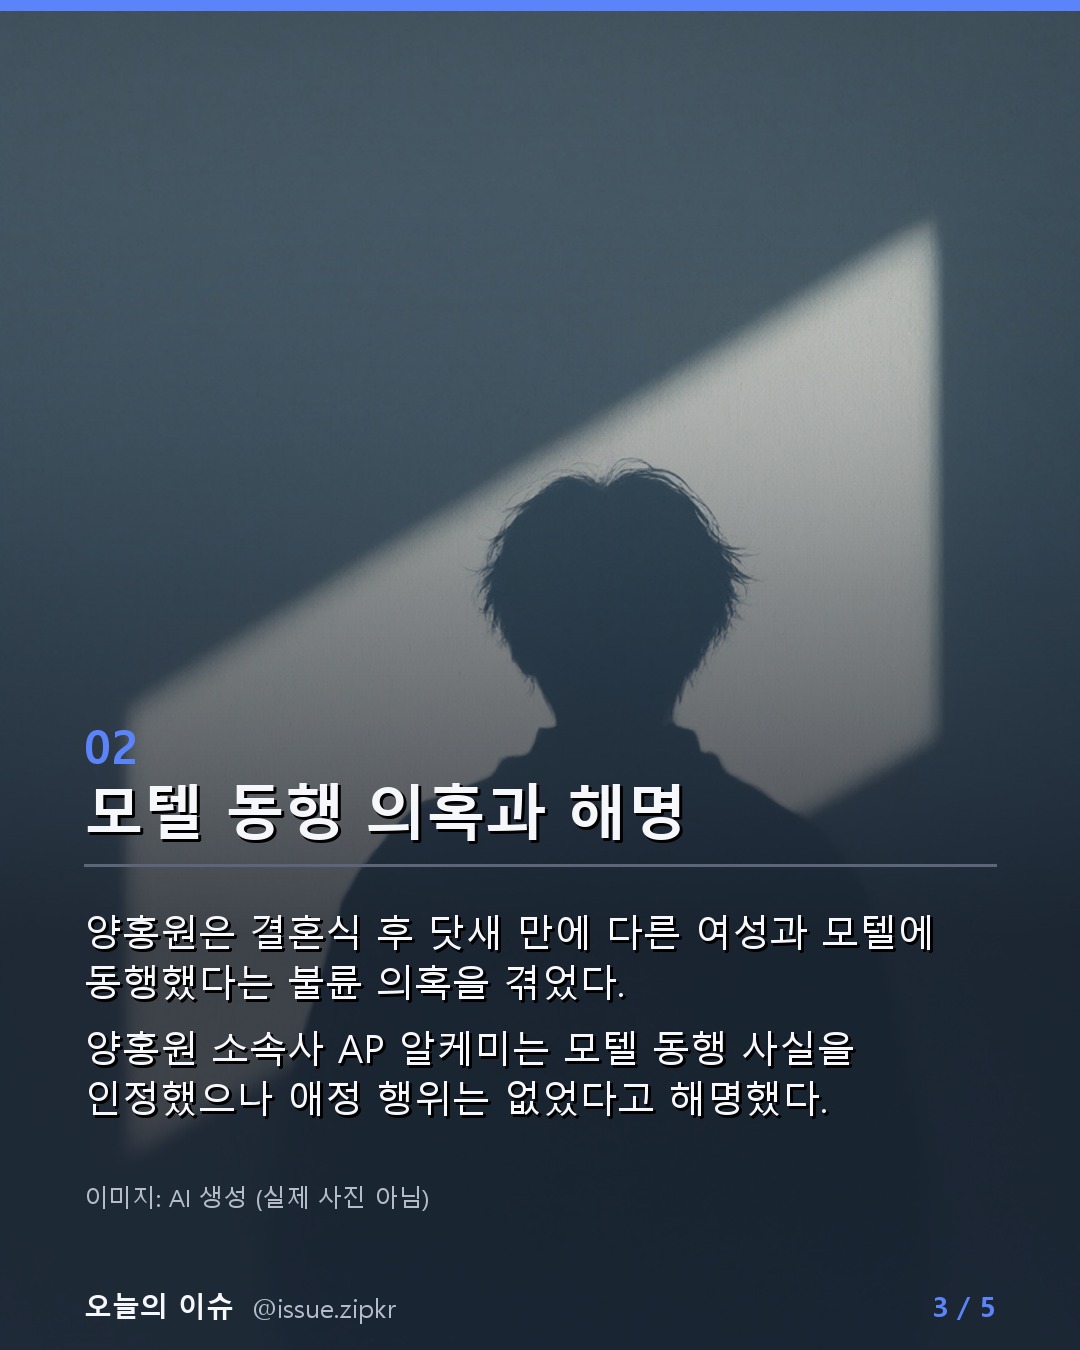 02
모텔 동행 의혹과 해명
양홍원은 결혼식 후 닷새 만에 다른 여성과 모텔에
동행했다는 불륜 의혹을 겪었다.
양홍원 소속사 AP 알케미는 모텔 동행 사실을
인정했으나 애정 행위는 없었다고 해명했다.
이미지: AI 생성 (실제 사진 아님)
오늘의 이슈 @issue.zipkr
3 / 5